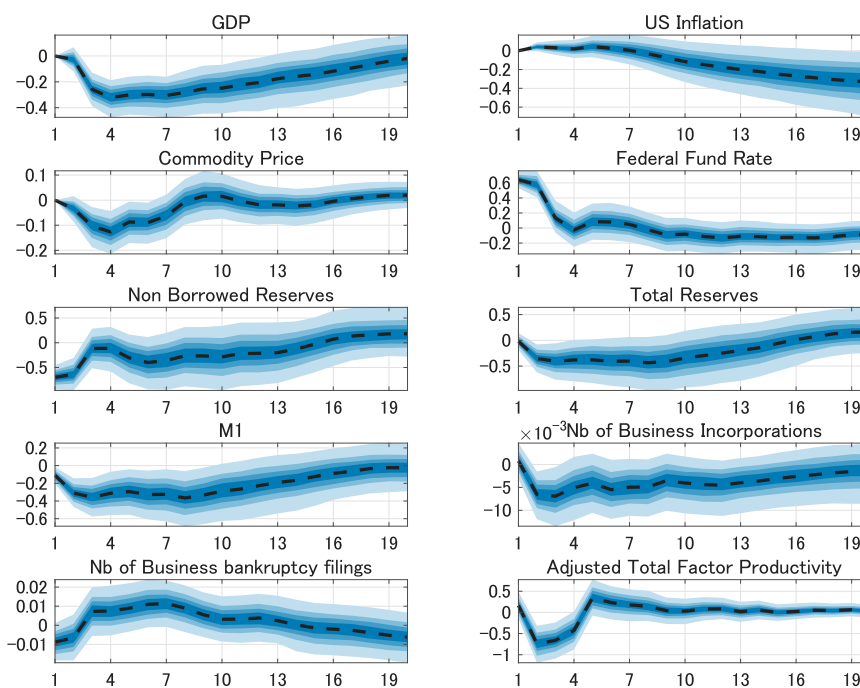 GDP
0
-0.2
-0.4
1 4 7 10 13 16 19
US Inflation
0
-0.2
-0.4
-0.6
1 4 7 10 13 16 19
Commodity Price
0.1
0
-0.1
-0.2
1 4 7 10 13 16 19
Federal Fund Rate
0.6
0.4
0.2
0
-0.2
1 4 7 10 13 16 19
Non Borrowed Reserves
0.5
0
-0.5
1 4 7 10 13 16 19
Total Reserves
0.5
0
-0.5
1 4 7 10 13 16 19
M1
0.2
0
-0.2
-0.4
-0.6
1 4 7 10 13 16 19
×10⁻³Nb of Business Incorporations
0
-5
-10
1 4 7 10 13 16 19
Nb of Business bankruptcy filings
0.02
0.01
0
-0.01
1 4 7 10 13 16 19
Adjusted Total Factor Productivity
0.5
0
-0.5
-1
1 4 7 10 13 16 19